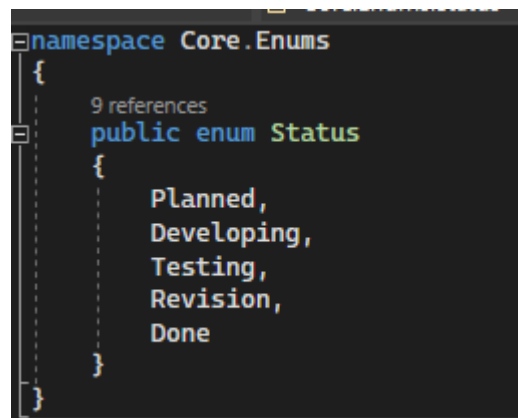 namespace Core.Enums
{
9 references
public enum Status
{
Planned,
Developing,
Testing,
Revision,
Done
}
}